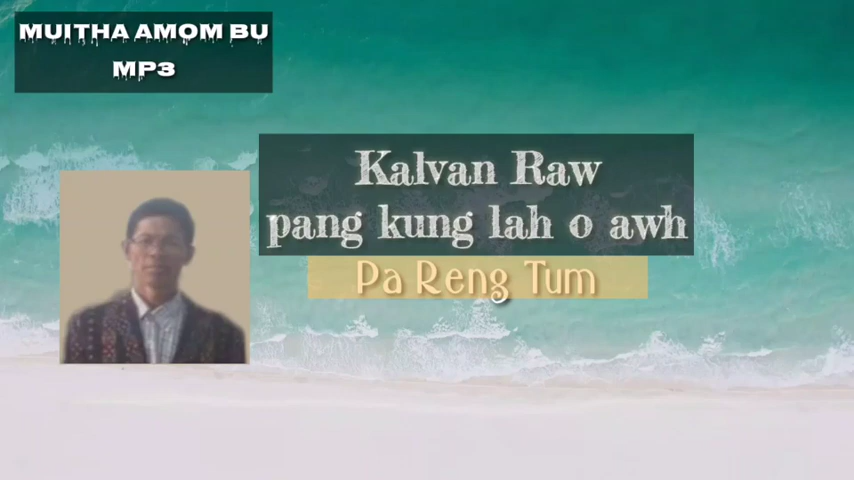 MUITHA AMOM BU
MP3
Kalvan Raw
pang kung lah o awh
Pa Reng Tum